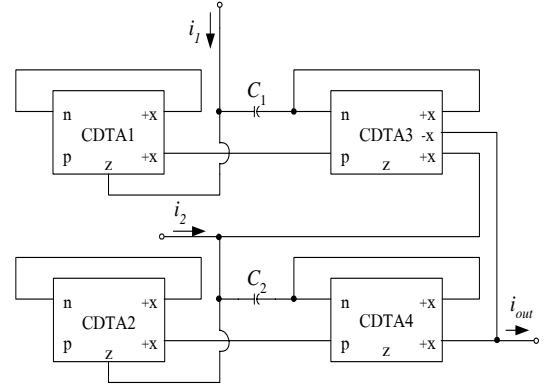 i1
C1
n +x n +x
CDTA1 CDTA3 -x
p +x p +x
z z
i2
C2
n +x n +x
CDTA2 CDTA4
p +x p +x
z z
iout